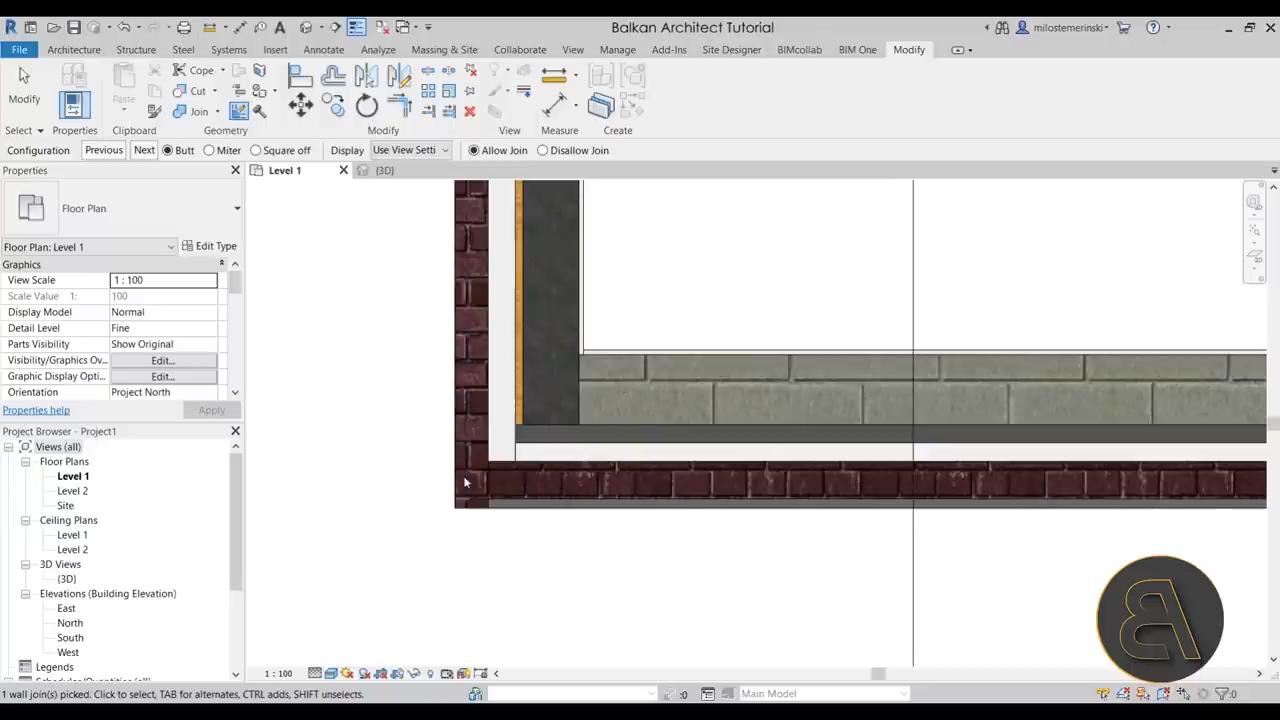 Balkan Architect Tutorial
milostemerinski
File Architecture Structure Steel Systems Insert Annotate Analyze Massing & Site Collaborate View Manage Add-Ins Site Designer BIMcollab BIM One Modify
Modify Paste Cope Cut Join
Select Properties Clipboard Geometry Modify View Measure Create
Configuration Previous Next Butt Miter Square off Display Use View Setti Allow Join Disallow Join
Properties
Level 1 {3D}
Floor Plan
Floor Plan: Level 1 Edit Type
Graphics
View Scale 1 : 100
Scale Value 1: 100
Display Model Normal
Detail Level Fine
Parts Visibility Show Original
Visibility/Graphics Ov... Edit...
Graphic Display Opti... Edit...
Orientation Project North
Properties help Apply
Project Browser - Project1
Views (all)
Floor Plans
Level 1
Level 2
Site
Ceiling Plans
Level 1
Level 2
3D Views
{3D}
Elevations (Building Elevation)
East
North
South
West
Legends
Schedules/Quantities (all)
1 : 100
1 wall join(s) picked. Click to select, TAB for alternates, CTRL adds, SHIFT unselects. :0 Main Model :0